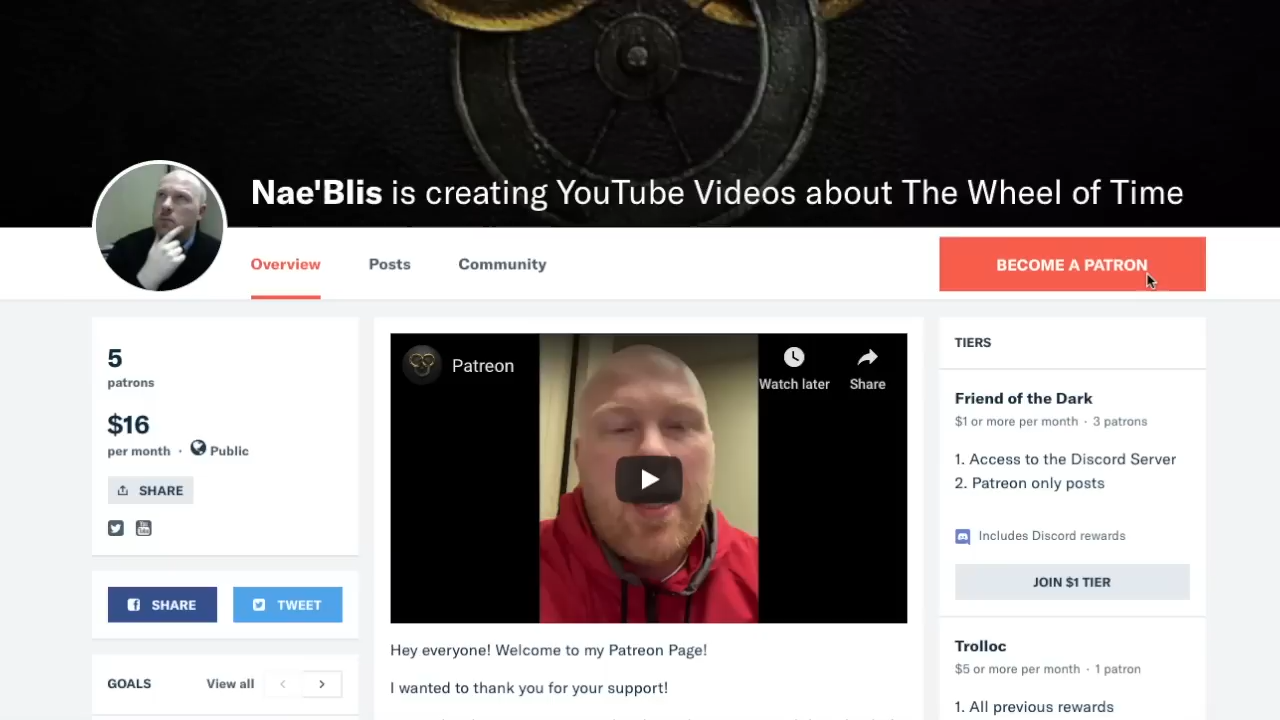 Nae'Blis is creating YouTube Videos about The Wheel of Time
Overview
Posts
Community
BECOME A PATRON
5
patrons
$16
per month · Public
SHARE
SHARE
TWEET
GOALS
View all
Patreon
Watch later
Share
Hey everyone! Welcome to my Patreon Page!
I wanted to thank you for your support!
TIERS
Friend of the Dark
$1 or more per month · 3 patrons
1. Access to the Discord Server
2. Patreon only posts
Includes Discord rewards
JOIN $1 TIER
Trolloc
$5 or more per month · 1 patron
1. All previous rewards